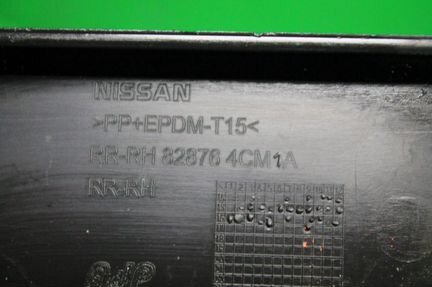 NISSAN
>PP+EPDM-T15<
RR-RH 82876 4CM1A
RR-RH